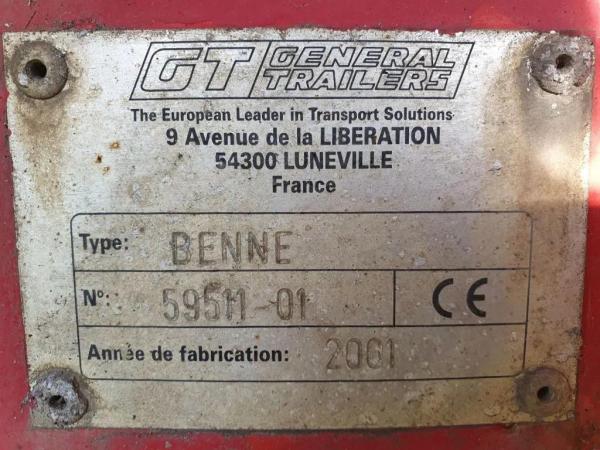 GT GENERAL TRAILERS
The European Leader in Transport Solutions
9 Avenue de la LIBERATION
54300 LUNEVILLE
France
Type: BENNE
N°: 59511-01 CE
Année de fabrication: 2001